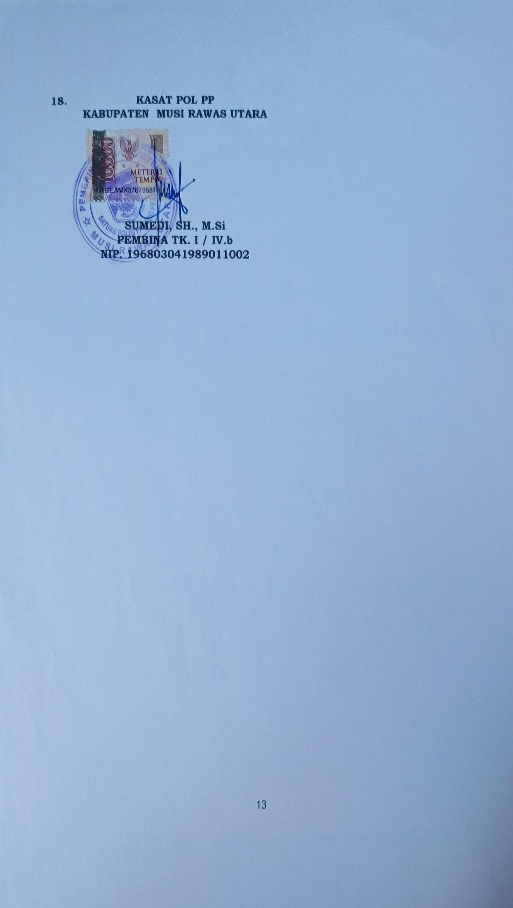 18. KASAT POL PP
KABUPATEN MUSI RAWAS UTARA
METERAI
TEMPEL
SUMEDI, SH., M.Si
PEMBINA TK. I / IV.b
NIP. 196803041989011002
13